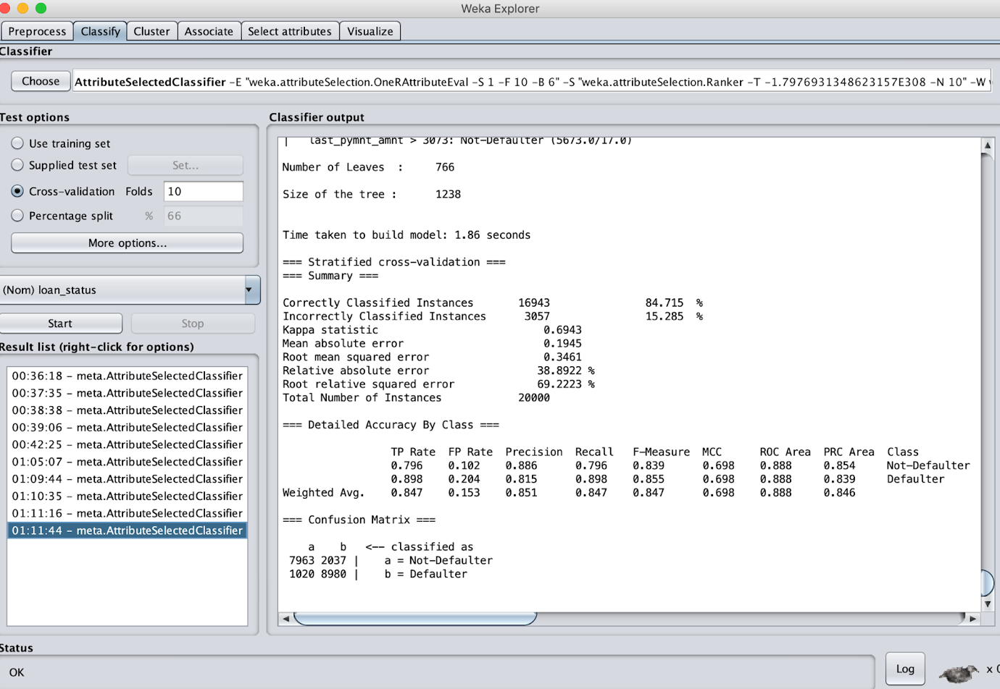 Weka Explorer
Preprocess Classify Cluster Associate Select attributes Visualize
Classifier
Choose AttributeSelectedClassifier -E "weka.attributeSelection.OneRAttributeEval -S 1 -F 10 -B 6" -S "weka.attributeSelection.Ranker -T -1.7976931348623157E308 -N 10" -W
Test options
Use training set
Supplied test set Set...
Cross-validation Folds 10
Percentage split % 66
More options...
(Nom) loan_status
Start Stop
Result list (right-click for options)
00:36:18 - meta.AttributeSelectedClassifier
00:37:35 - meta.AttributeSelectedClassifier
00:38:38 - meta.AttributeSelectedClassifier
00:39:06 - meta.AttributeSelectedClassifier
00:42:25 - meta.AttributeSelectedClassifier
01:05:07 - meta.AttributeSelectedClassifier
01:09:44 - meta.AttributeSelectedClassifier
01:10:35 - meta.AttributeSelectedClassifier
01:11:16 - meta.AttributeSelectedClassifier
01:11:44 - meta.AttributeSelectedClassifier
Classifier output
| last_pymnt_amnt > 3073: Not-Defaulter (5673.0/17.0)
Number of Leaves : 766
Size of the tree : 1238
Time taken to build model: 1.86 seconds
=== Stratified cross-validation ===
=== Summary ===
Correctly Classified Instances 16943 84.715 %
Incorrectly Classified Instances 3057 15.285 %
Kappa statistic 0.6943
Mean absolute error 0.1945
Root mean squared error 0.3461
Relative absolute error 38.8922 %
Root relative squared error 69.2223 %
Total Number of Instances 20000
=== Detailed Accuracy By Class ===
TP Rate FP Rate Precision Recall F-Measure MCC ROC Area PRC Area Class
0.796 0.102 0.886 0.796 0.839 0.698 0.888 0.854 Not-Defaulter
0.898 0.204 0.815 0.898 0.855 0.698 0.888 0.839 Defaulter
Weighted Avg. 0.847 0.153 0.851 0.847 0.847 0.698 0.888 0.846
=== Confusion Matrix ===
a b <-- classified as
7963 2037 | a = Not-Defaulter
1020 8980 | b = Defaulter
Status
OK
Log x 0